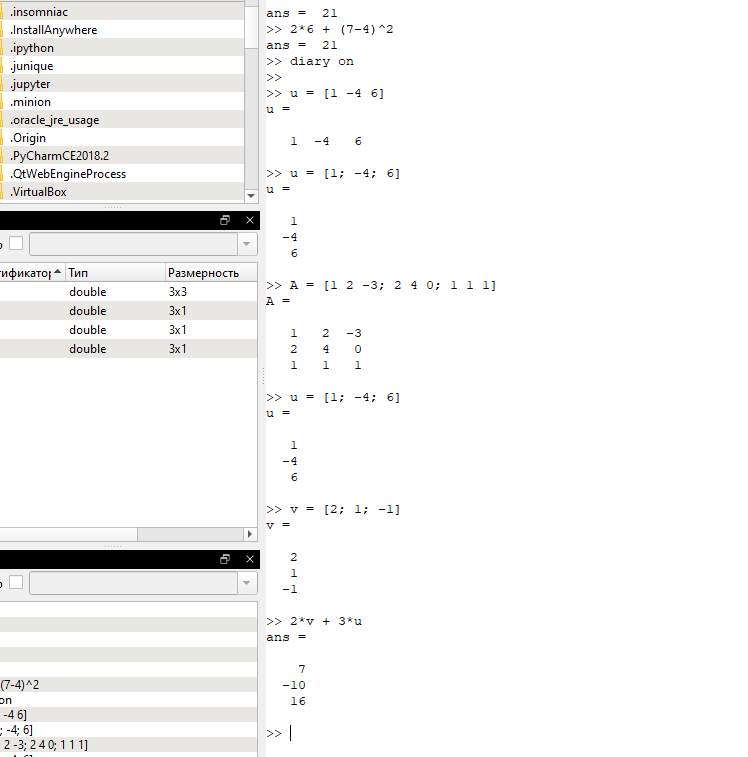 .insomniac
.InstallAnywhere
.ipython
.junique
.jupyter
.minion
.oracle_jre_usage
.Origin
.PyCharmCE2018.2
.QtWebEngineProcess
.VirtualBox
Тип Размерность
double 3x3
double 3x1
double 3x1
double 3x1
(7-4)^2
on
-4 6]
; -4; 6]
2 -3; 2 4 0; 1 1 1]
ans = 21
>> 2*6 + (7-4)^2
ans = 21
>> diary on
>>
>> u = [1 -4 6]
u =
1 -4 6
>> u = [1; -4; 6]
u =
1
-4
6
>> A = [1 2 -3; 2 4 0; 1 1 1]
A =
1 2 -3
2 4 0
1 1 1
>> u = [1; -4; 6]
u =
1
-4
6
>> v = [2; 1; -1]
v =
2
1
-1
>> 2*v + 3*u
ans =
7
-10
16
>>